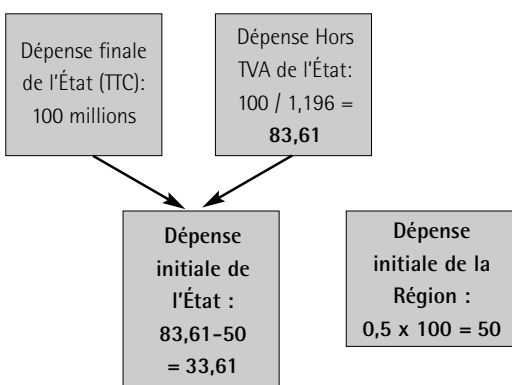 Dépense finale
de l'État (TTC):
100 millions
Dépense Hors
TVA de l'État:
100 / 1,196 =
83,61
Dépense
initiale de
l'État :
83,61-50
= 33,61
Dépense
initiale de la
Région :
0,5 x 100 = 50